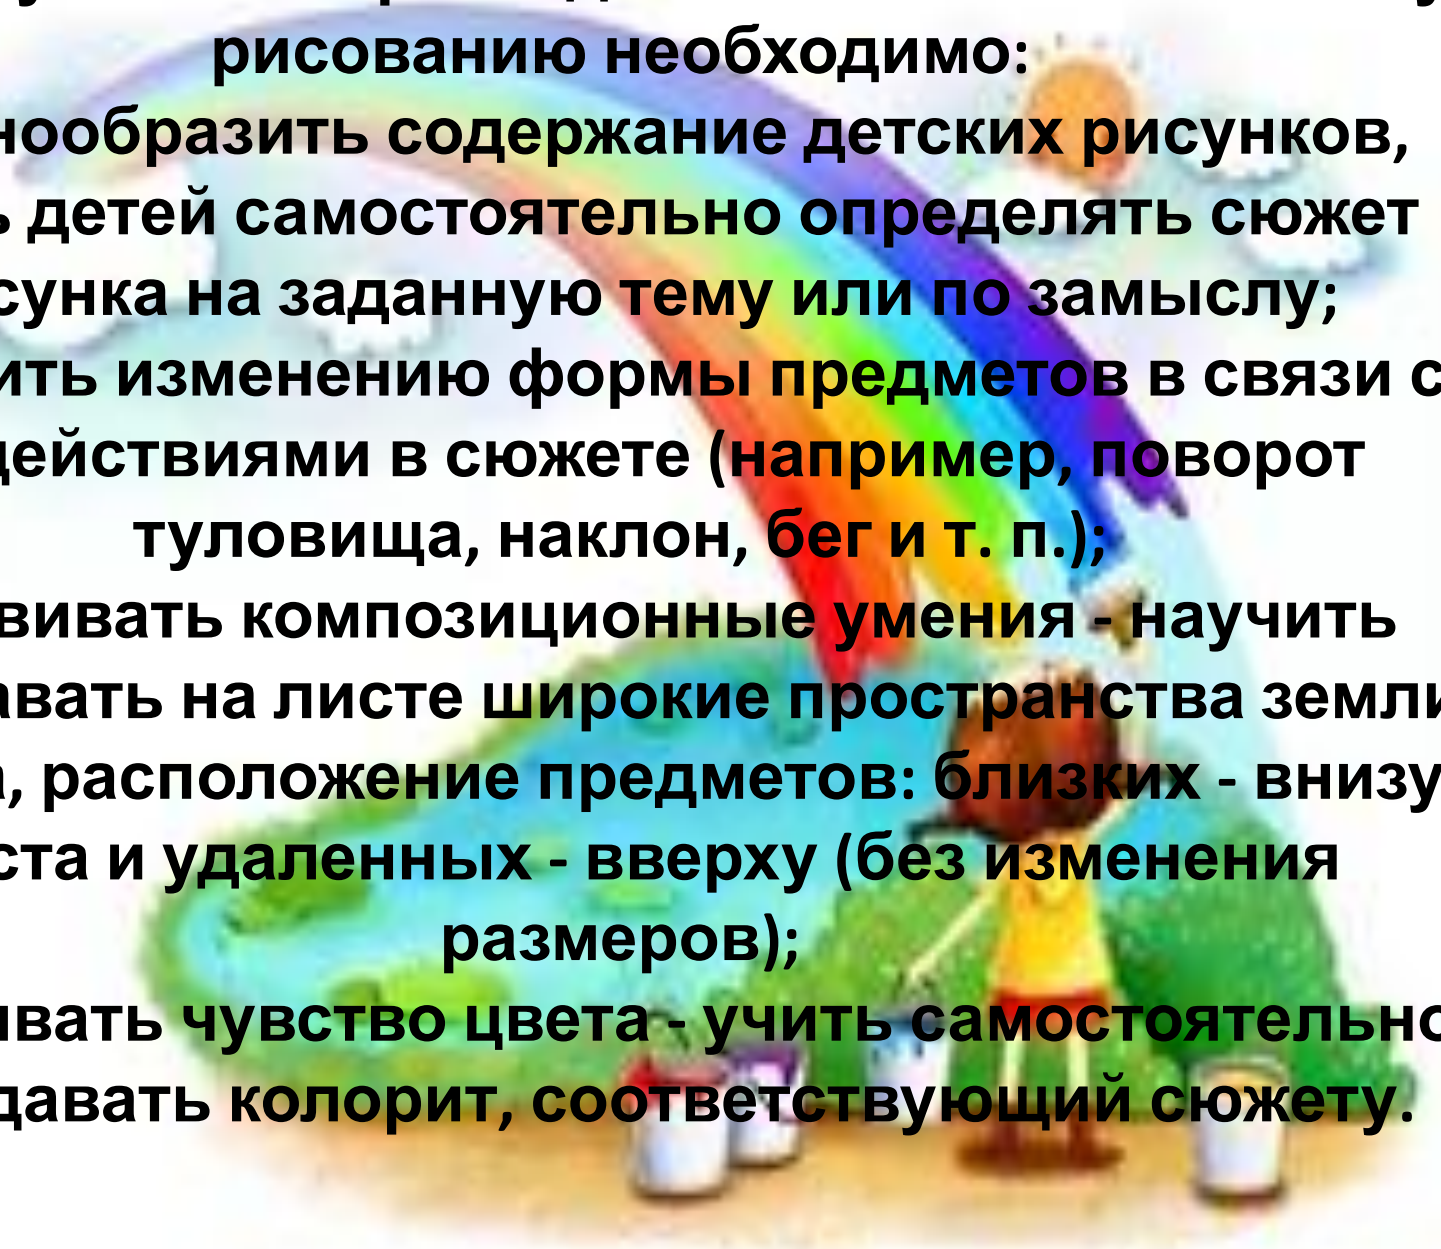 рисованию необходимо:
нообразить содержание детских рисунков,
ь детей самостоятельно определять сюжет
сунка на заданную тему или по замыслу;
ить изменению формы предметов в связи с
действиями в сюжете (например, поворот
туловища, наклон, бег и т. п.);
вивать композиционные умения - научить
авать на листе широкие пространства земли
, расположение предметов: близких - внизу
ста и удаленных - вверху (без изменения
размеров);
ивать чувство цвета - учить самостоятельно
давать колорит, соответствующий сюжету.